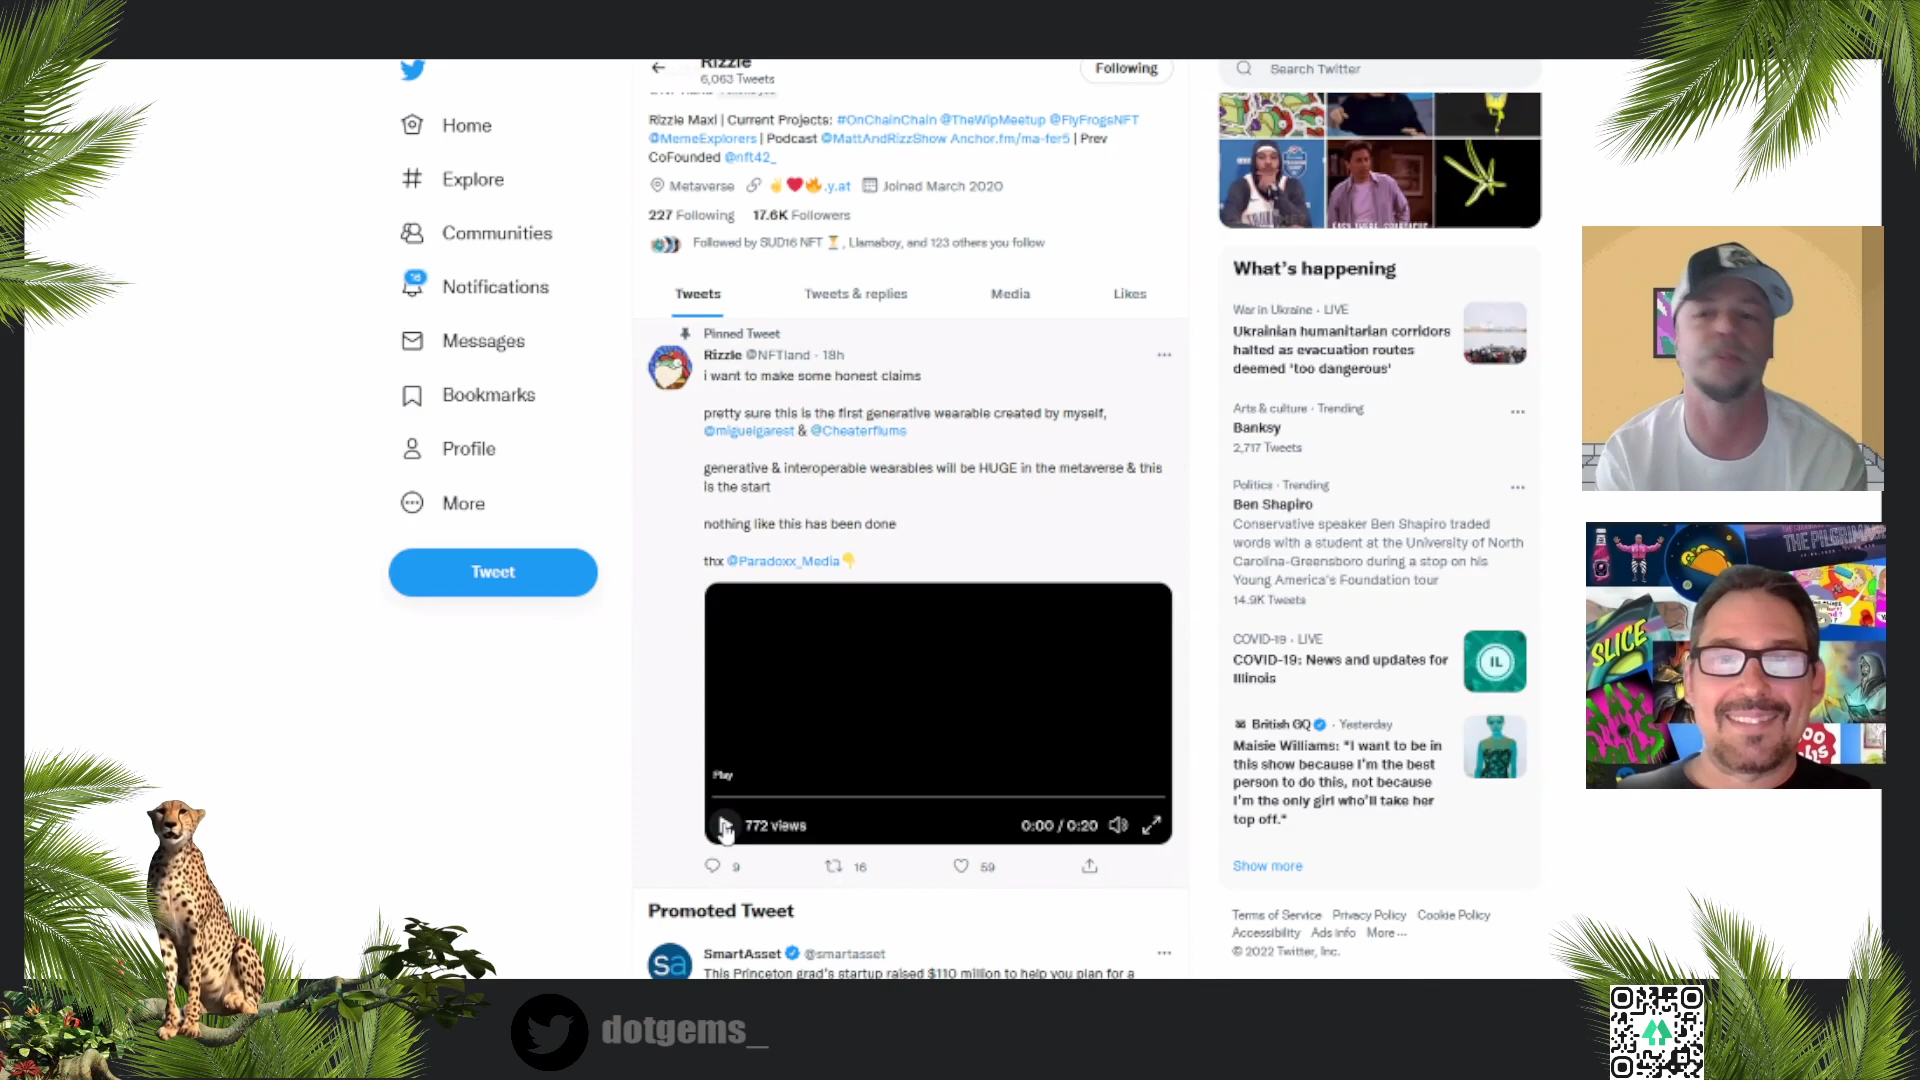 Rizzle
6,063 Tweets
Following
Search Twitter
Home
Explore
Communities
16
Notifications
Messages
Bookmarks
Profile
More
Tweet
Rizzle Maxi | Current Projects: #OnChainChain @TheWipMeetup @FlyFrogsNFT
@MemeExplorers | Podcast @MattAndRizzShow Anchor.fm/ma-fer5 | Prev
CoFounded @nft42_
Metaverse ✌❤🔥.y.at Joined March 2020
227 Following 17.6K Followers
Followed by SUD16 NFT ⏳, Llamaboy, and 123 others you follow
Tweets
Tweets & replies
Media
Likes
Pinned Tweet
Rizzle @NFTland · 18h
i want to make some honest claims
pretty sure this is the first generative wearable created by myself,
@miguelgarest & @Cheaterflums
generative & interoperable wearables will be HUGE in the metaverse & this
is the start
nothing like this has been done
thx @Paradoxx_Media👇
Play
772 views
0:00 / 0:20
9
16
59
Promoted Tweet
SmartAsset @smartasset
This Princeton grad's startup raised $110 million to help you plan for a
What's happening
War in Ukraine · LIVE
Ukrainian humanitarian corridors
halted as evacuation routes
deemed 'too dangerous'
Arts & culture · Trending
Banksy
2,717 Tweets
Politics · Trending
Ben Shapiro
Conservative speaker Ben Shapiro traded
words with a student at the University of North
Carolina-Greensboro during a stop on his
Young America's Foundation tour
14.9K Tweets
COVID-19 · LIVE
COVID-19: News and updates for
Illinois
IL
British GQ · Yesterday
Maisie Williams: "I want to be in
this show because I'm the best
person to do this, not because
I'm the only girl who'll take her
top off."
Show more
Terms of Service Privacy Policy Cookie Policy
Accessibility Ads info More ···
© 2022 Twitter, Inc.
THE PILGRIM
SLICE
sa
dotgems_